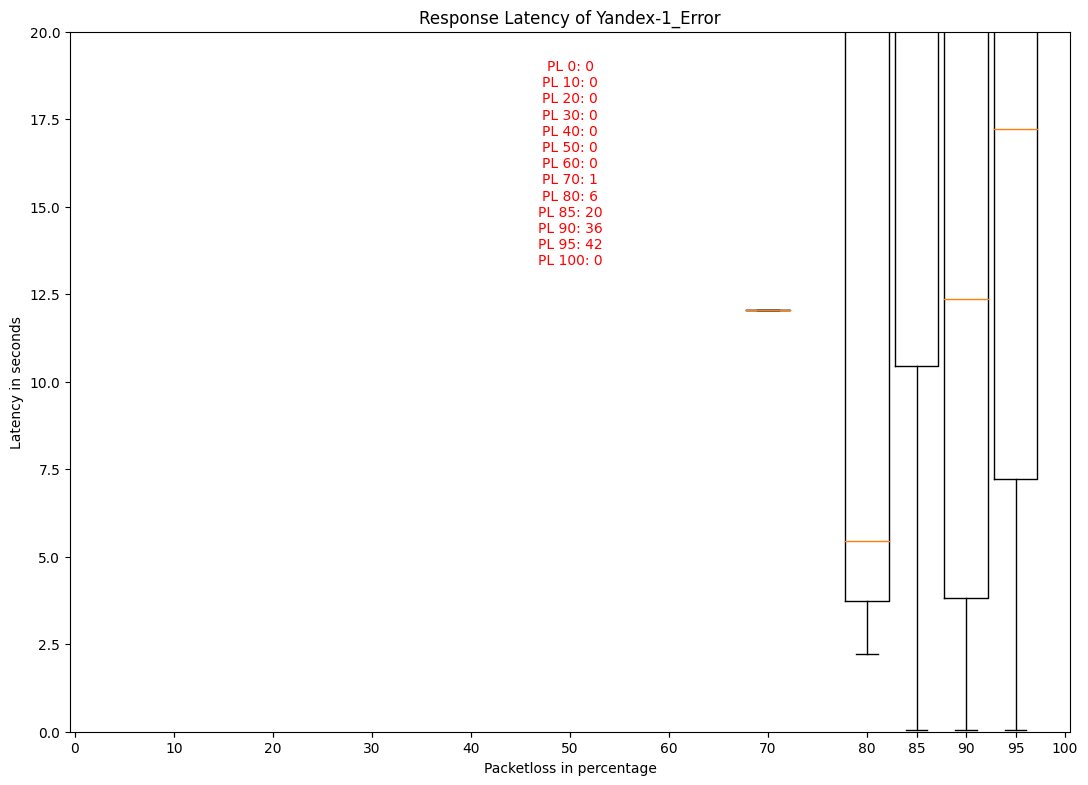 Response Latency of Yandex-1_Error
20.0
17.5
15.0
12.5
10.0
7.5
5.0
2.5
0.0
Latency in seconds
PL 0: 0
PL 10: 0
PL 20: 0
PL 30: 0
PL 40: 0
PL 50: 0
PL 60: 0
PL 70: 1
PL 80: 6
PL 85: 20
PL 90: 36
PL 95: 42
PL 100: 0
0 10 20 30 40 50 60 70 80 85 90 95 100
Packetloss in percentage